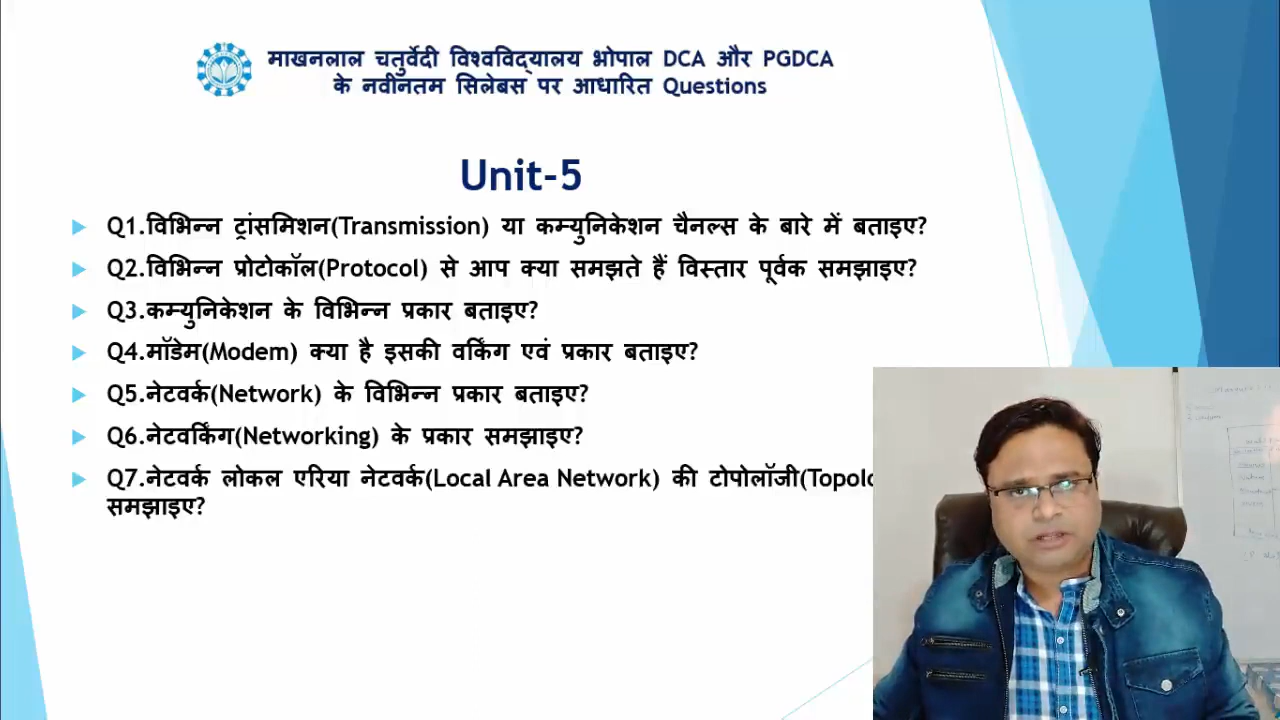 माखनलाल चतुर्वेदी विश्वविद्यालय भोपाल DCA और PGDCA
के नवीनतम सिलेबस पर आधारित Questions
Unit-5
Q1.विभिन्न ट्रांसमिशन(Transmission) या कम्युनिकेशन चैनल्स के बारे में बताइए?
Q2.विभिन्न प्रोटोकॉल(Protocol) से आप क्या समझते हैं विस्तार पूर्वक समझाइए?
Q3.कम्युनिकेशन के विभिन्न प्रकार बताइए?
Q4.मॉडेम(Modem) क्या है इसकी वर्किंग एवं प्रकार बताइए?
Q5.नेटवर्क(Network) के विभिन्न प्रकार बताइए?
Q6.नेटवर्किंग(Networking) के प्रकार समझाइए?
Q7.नेटवर्क लोकल एरिया नेटवर्क(Local Area Network) की टोपोलॉजी(Topolo
समझाइए?